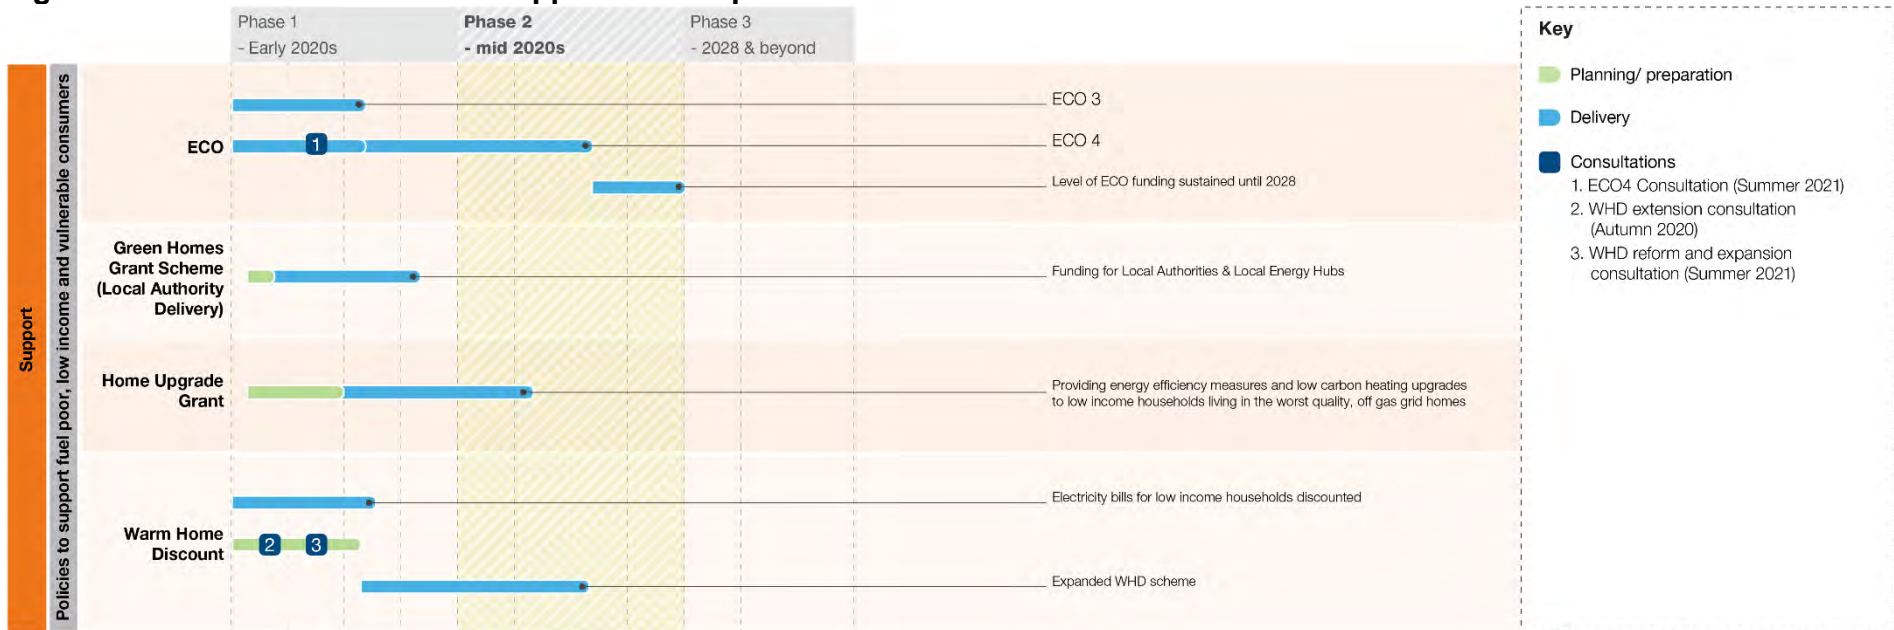 Phase 1
- Early 2020s
Phase 2
- mid 2020s
Phase 3
- 2028 & beyond
Support
Policies to support fuel poor, low income and vulnerable consumers
ECO
1
ECO 3
ECO 4
Level of ECO funding sustained until 2028
Green Homes
Grant Scheme
(Local Authority
Delivery)
Funding for Local Authorities & Local Energy Hubs
Home Upgrade
Grant
Providing energy efficiency measures and low carbon heating upgrades
to low income households living in the worst quality, off gas grid homes
Warm Home
Discount
2
3
Electricity bills for low income households discounted
Expanded WHD scheme
Key
Planning/ preparation
Delivery
Consultations
1. ECO4 Consultation (Summer 2021)
2. WHD extension consultation
(Autumn 2020)
3. WHD reform and expansion
consultation (Summer 2021)